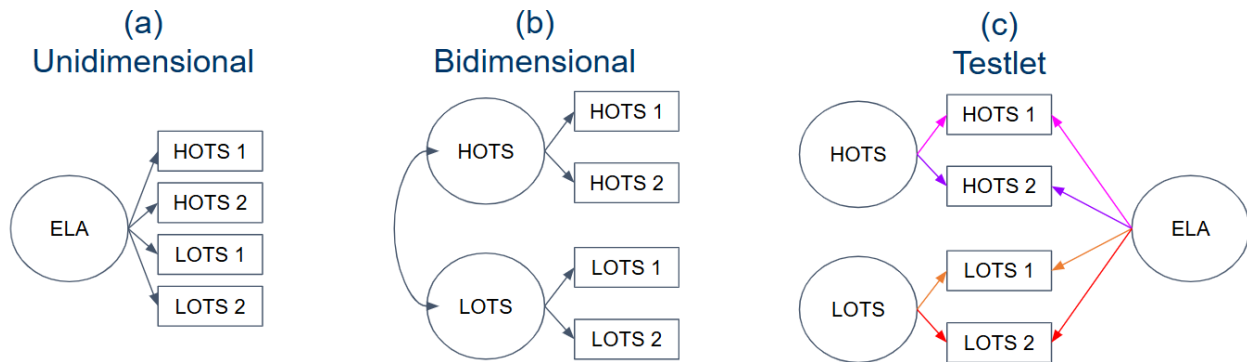 (a)
Unidimensional
ELA
HOTS 1
HOTS 2
LOTS 1
LOTS 2
(b)
Bidimensional
HOTS
HOTS 1
HOTS 2
LOTS
LOTS 1
LOTS 2
(c)
Testlet
HOTS
HOTS 1
HOTS 2
LOTS
LOTS 1
LOTS 2
ELA